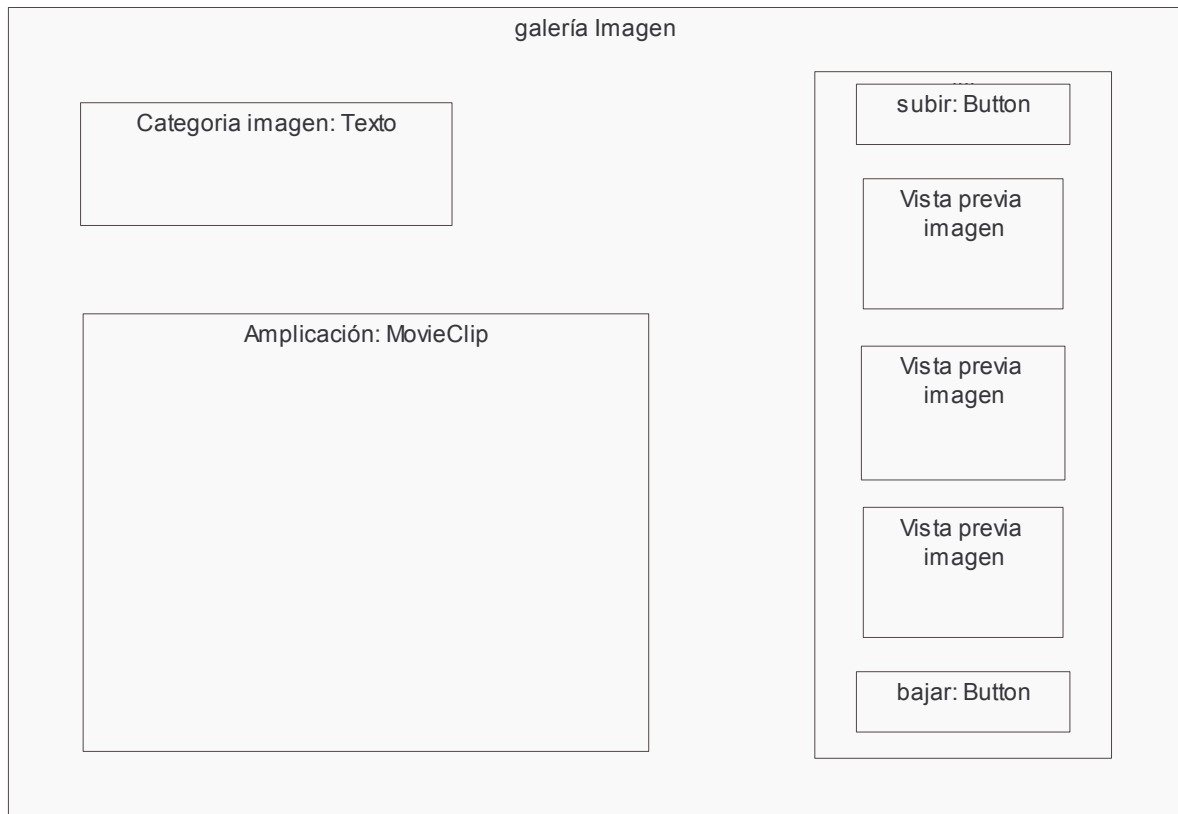 galería Imagen
Categoria imagen: Texto
Amplicación: MovieClip
...
subir: Button
Vista previa
imagen
Vista previa
imagen
Vista previa
imagen
bajar: Button